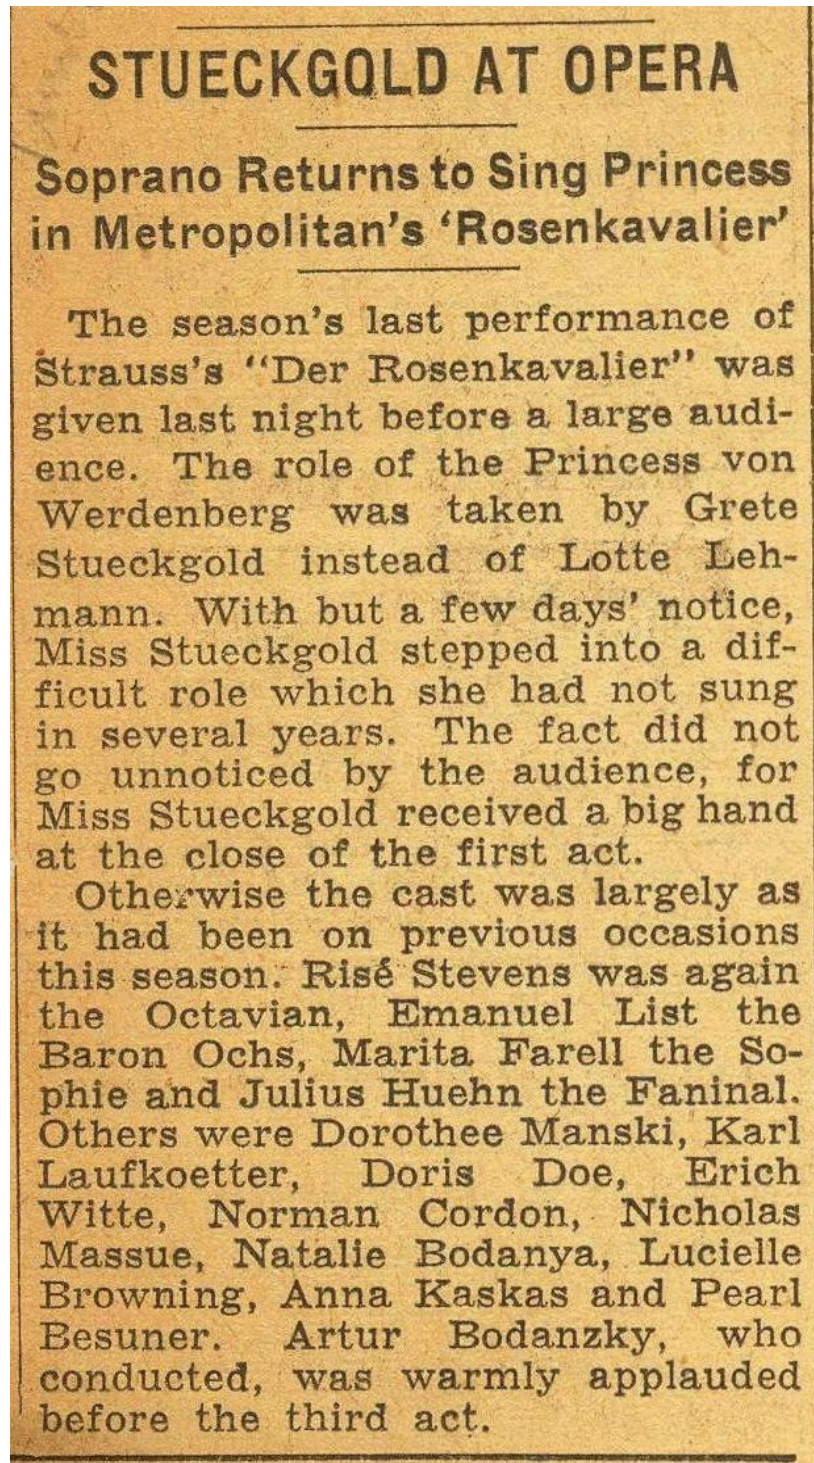 STUECKGOLD AT OPERA
Soprano Returns to Sing Princess
in Metropolitan's 'Rosenkavalier'
The season's last performance of
Strauss's "Der Rosenkavalier" was
given last night before a large audi-
ence. The role of the Princess von
Werdenberg was taken by Grete
Stueckgold instead of Lotte Leh-
mann. With but a few days' notice,
Miss Stueckgold stepped into a dif-
ficult role which she had not sung
in several years. The fact did not
go unnoticed by the audience, for
Miss Stueckgold received a big hand
at the close of the first act.
Otherwise the cast was largely as
it had been on previous occasions
this season. Risé Stevens was again
the Octavian, Emanuel List the
Baron Ochs, Marita Farell the So-
phie and Julius Huehn the Faninal.
Others were Dorothee Manski, Karl
Laufkoetter, Doris Doe, Erich
Witte, Norman Cordon, Nicholas
Massue, Natalie Bodanya, Lucielle
Browning, Anna Kaskas and Pearl
Besuner. Artur Bodanzky, who
conducted, was warmly applauded
before the third act.